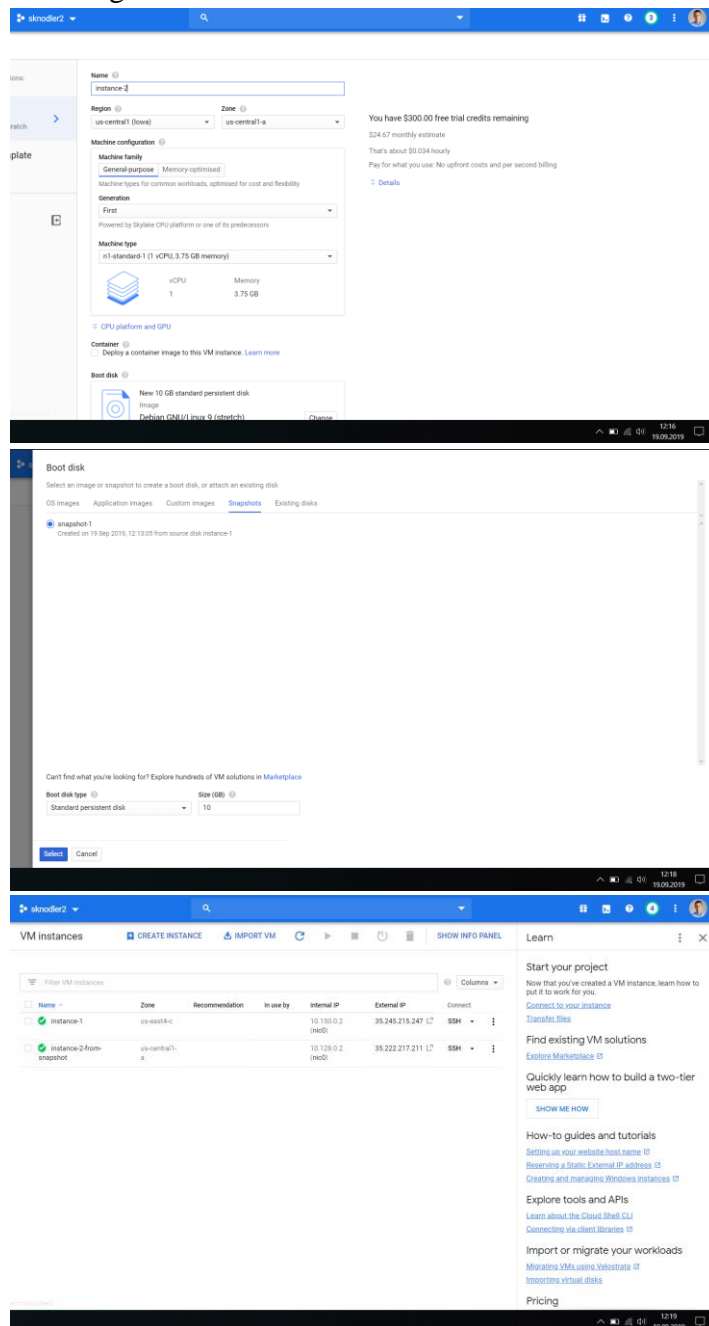 sknodler2
3
ions:
Name
instance-2
Region
Zone
ratch
us-central1 (Iowa)
us-central1-a
You have $300.00 free trial credits remaining
$24.67 monthly estimate
Machine configuration
That's about $0.034 hourly
plate
Machine family
Pay for what you use: No upfront costs and per second billing
General-purpose Memory-optimised
Machine types for common workloads, optimised for cost and flexibility
Details
Generation
First
Powered by Skylake CPU platform or one of its predecessors
Machine type
n1-standard-1 (1 vCPU, 3.75 GB memory)
vCPU Memory
1 3.75 GB
CPU platform and GPU
Container
Deploy a container image to this VM instance. Learn more
Boot disk
New 10 GB standard persistent disk
Image
Debian GNU/Linux 9 (stretch)
Change
12:16
19.09.2019
Boot disk
Select an image or snapshot to create a boot disk, or attach an existing disk
OS images Application images Custom images Snapshots Existing disks
snapshot-1
Created on 19 Sep 2019, 12:13:05 from source disk instance-1
Can't find what you're looking for? Explore hundreds of VM solutions in Marketplace
Boot disk type
Size (GB)
Standard persistent disk
10
Select Cancel
12:18
19.09.2019
sknodler2
4
VM instances
CREATE INSTANCE
IMPORT VM
SHOW INFO PANEL
Learn
Filter VM instances
Columns
Name Zone Recommendation In use by Internal IP External IP Connect
instance-1 us-east4-c 10.150.0.2 (nic0) 35.245.215.247 SSH
instance-2-from-snapshot us-central1-a 10.128.0.2 (nic0) 35.222.217.211 SSH
Start your project
Now that you've created a VM instance, learn how to
put it to work for you.
Connect to your instance
Transfer files
Find existing VM solutions
Explore Marketplace
Quickly learn how to build a two-tier
web app
SHOW ME HOW
How-to guides and tutorials
Setting us your website host name
Reserving a Static External IP address
Creating and managing Windows instances
Explore tools and APIs
Learn about the Cloud Shell CLI
Connecting via client libraries
Import or migrate your workloads
Migrating VMs using Velostrata
Importing virtual disks
Pricing
12:19